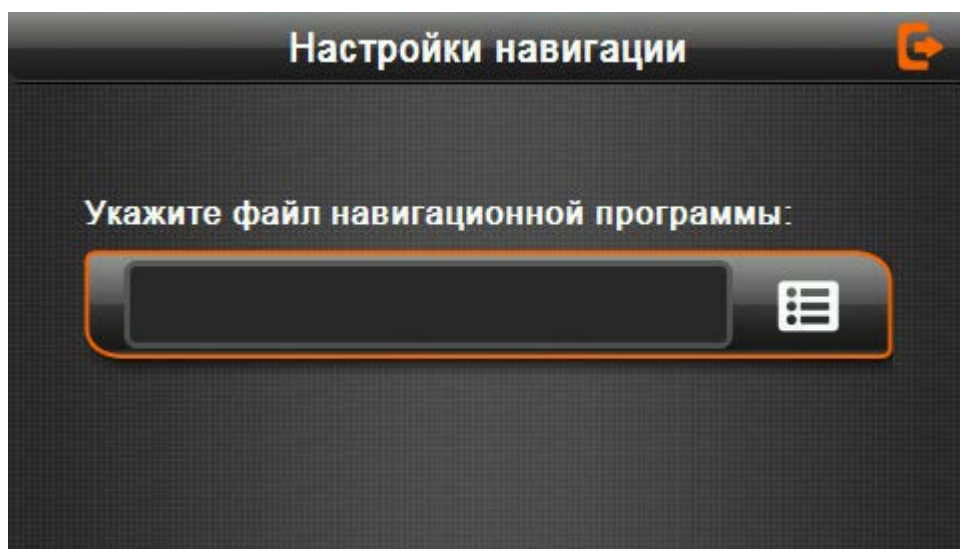 Настройки навигации
Укажите файл навигационной программы: